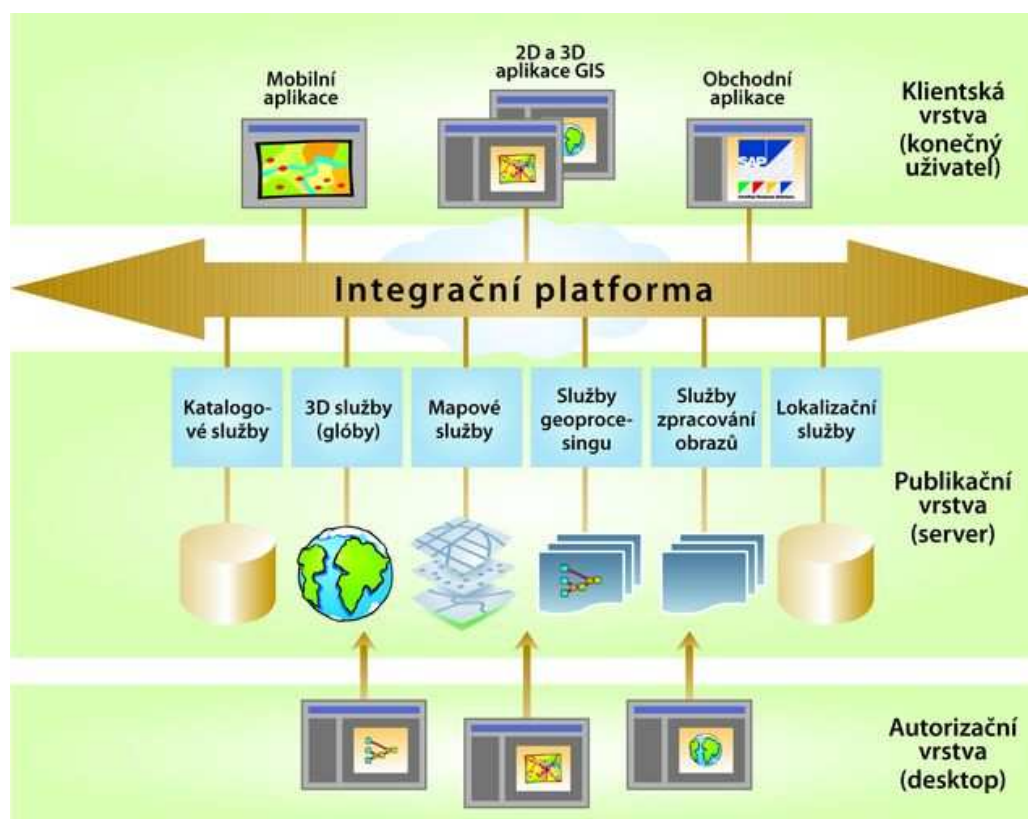 2D a 3D
aplikace GIS
Mobilní
aplikace
Obchodní
aplikace
Klientská
vrstva
(konečný
uživatel)
SAP
Integrační platforma
Katalogo-
vé služby
3D služby
(glóby)
Mapové
služby
Služby
geoproce-
singu
Služby
zpracování
obrazů
Lokalizační
služby
Publikační
vrstva
(server)
Autorizační
vrstva
(desktop)